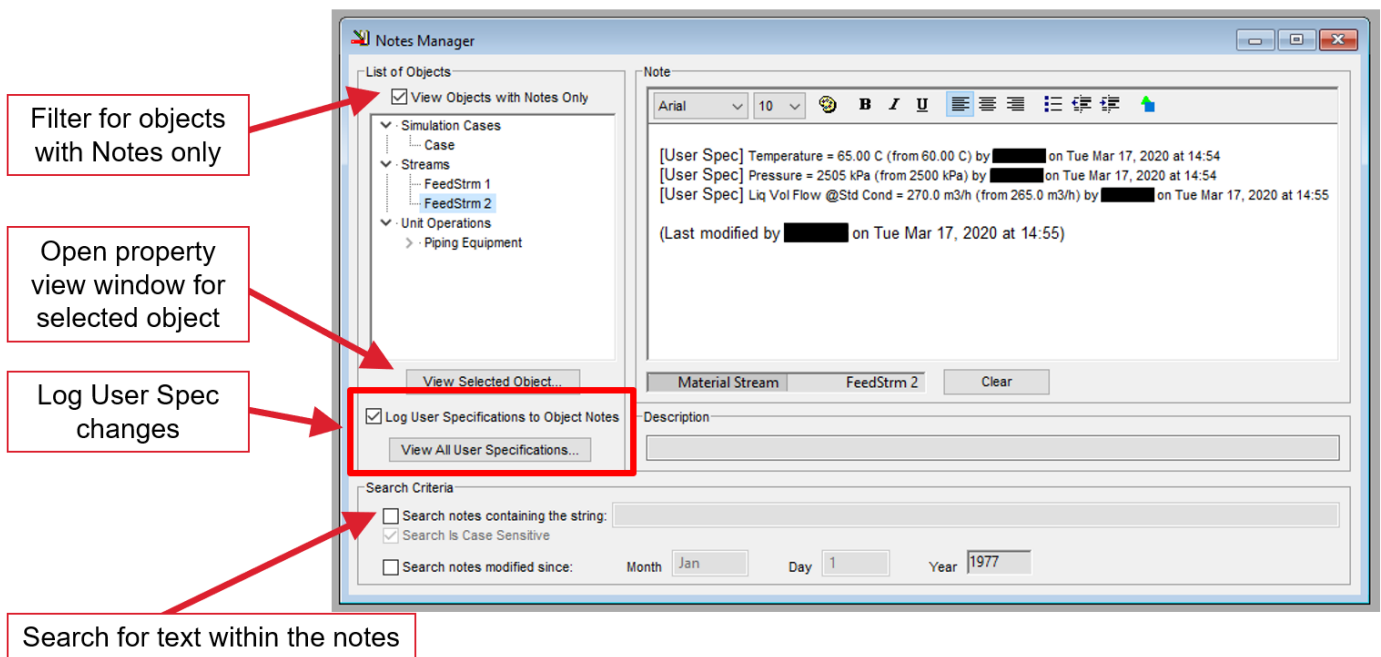 Notes Manager
List of Objects
View Objects with Notes Only
Simulation Cases
Case
Streams
FeedStrm 1
FeedStrm 2
Unit Operations
Piping Equipment
View Selected Object...
Log User Specifications to Object Notes
View All User Specifications...
Note
Arial
10
B I U
[User Spec] Temperature = 65.00 C (from 60.00 C) by on Tue Mar 17, 2020 at 14:54
[User Spec] Pressure = 2505 kPa (from 2500 kPa) by on Tue Mar 17, 2020 at 14:54
[User Spec] Liq Vol Flow @Std Cond = 270.0 m3/h (from 265.0 m3/h) by on Tue Mar 17, 2020 at 14:55
(Last modified by on Tue Mar 17, 2020 at 14:55)
Material Stream FeedStrm 2 Clear
Description
Search Criteria
Search notes containing the string:
Search Is Case Sensitive
Search notes modified since: Month Jan Day 1 Year 1977
Filter for objects
with Notes only
Open property
view window for
selected object
Log User Spec
changes
Search for text within the notes